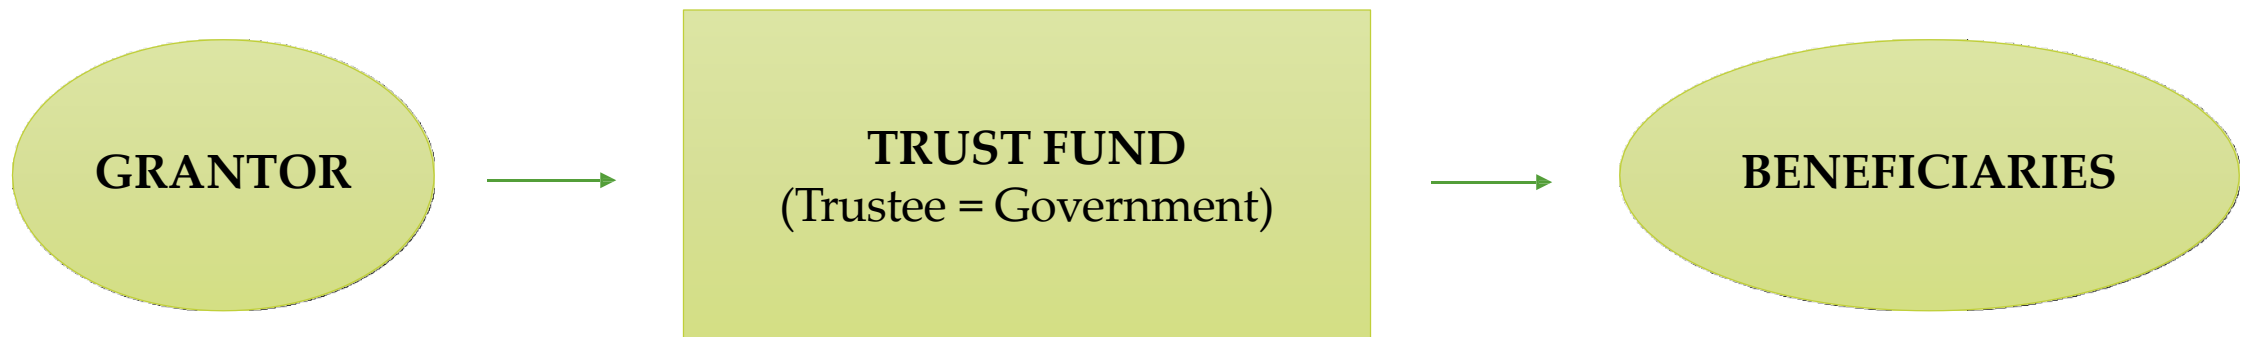 GRANTOR
TRUST FUND
(Trustee = Government)
BENEFICIARIES